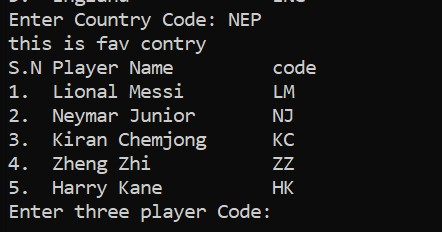 Enter Country Code: NEP
this is fav contry
S.N Player Name code
1. Lional Messi LM
2. Neymar Junior NJ
3. Kiran Chemjong KC
4. Zheng Zhi ZZ
5. Harry Kane HK
Enter three player Code: